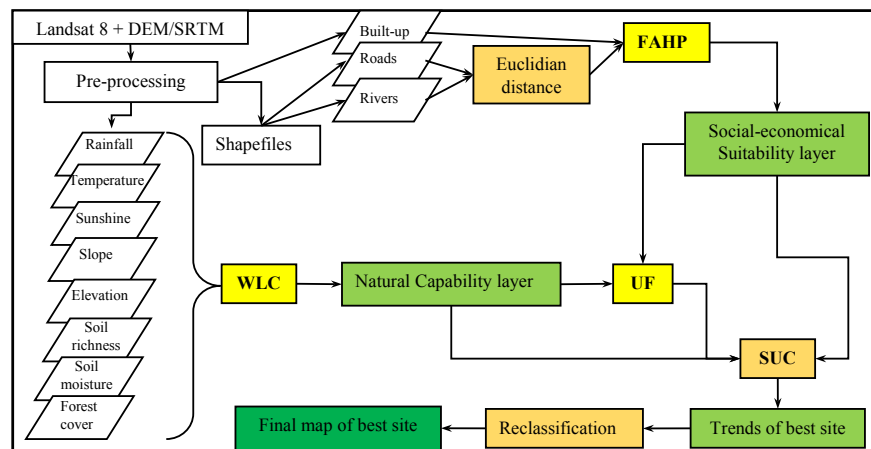 Landsat 8 + DEM/SRTM
Pre-processing
Shapefiles
Built-up
Roads
Rivers
Euclidian
distance
FAHP
Social-economical
Suitability layer
Rainfall
Temperature
Sunshine
Slope
Elevation
Soil
richness
Soil
moisture
Forest
cover
WLC
Natural Capability layer
UF
SUC
Final map of best site
Reclassification
Trends of best site